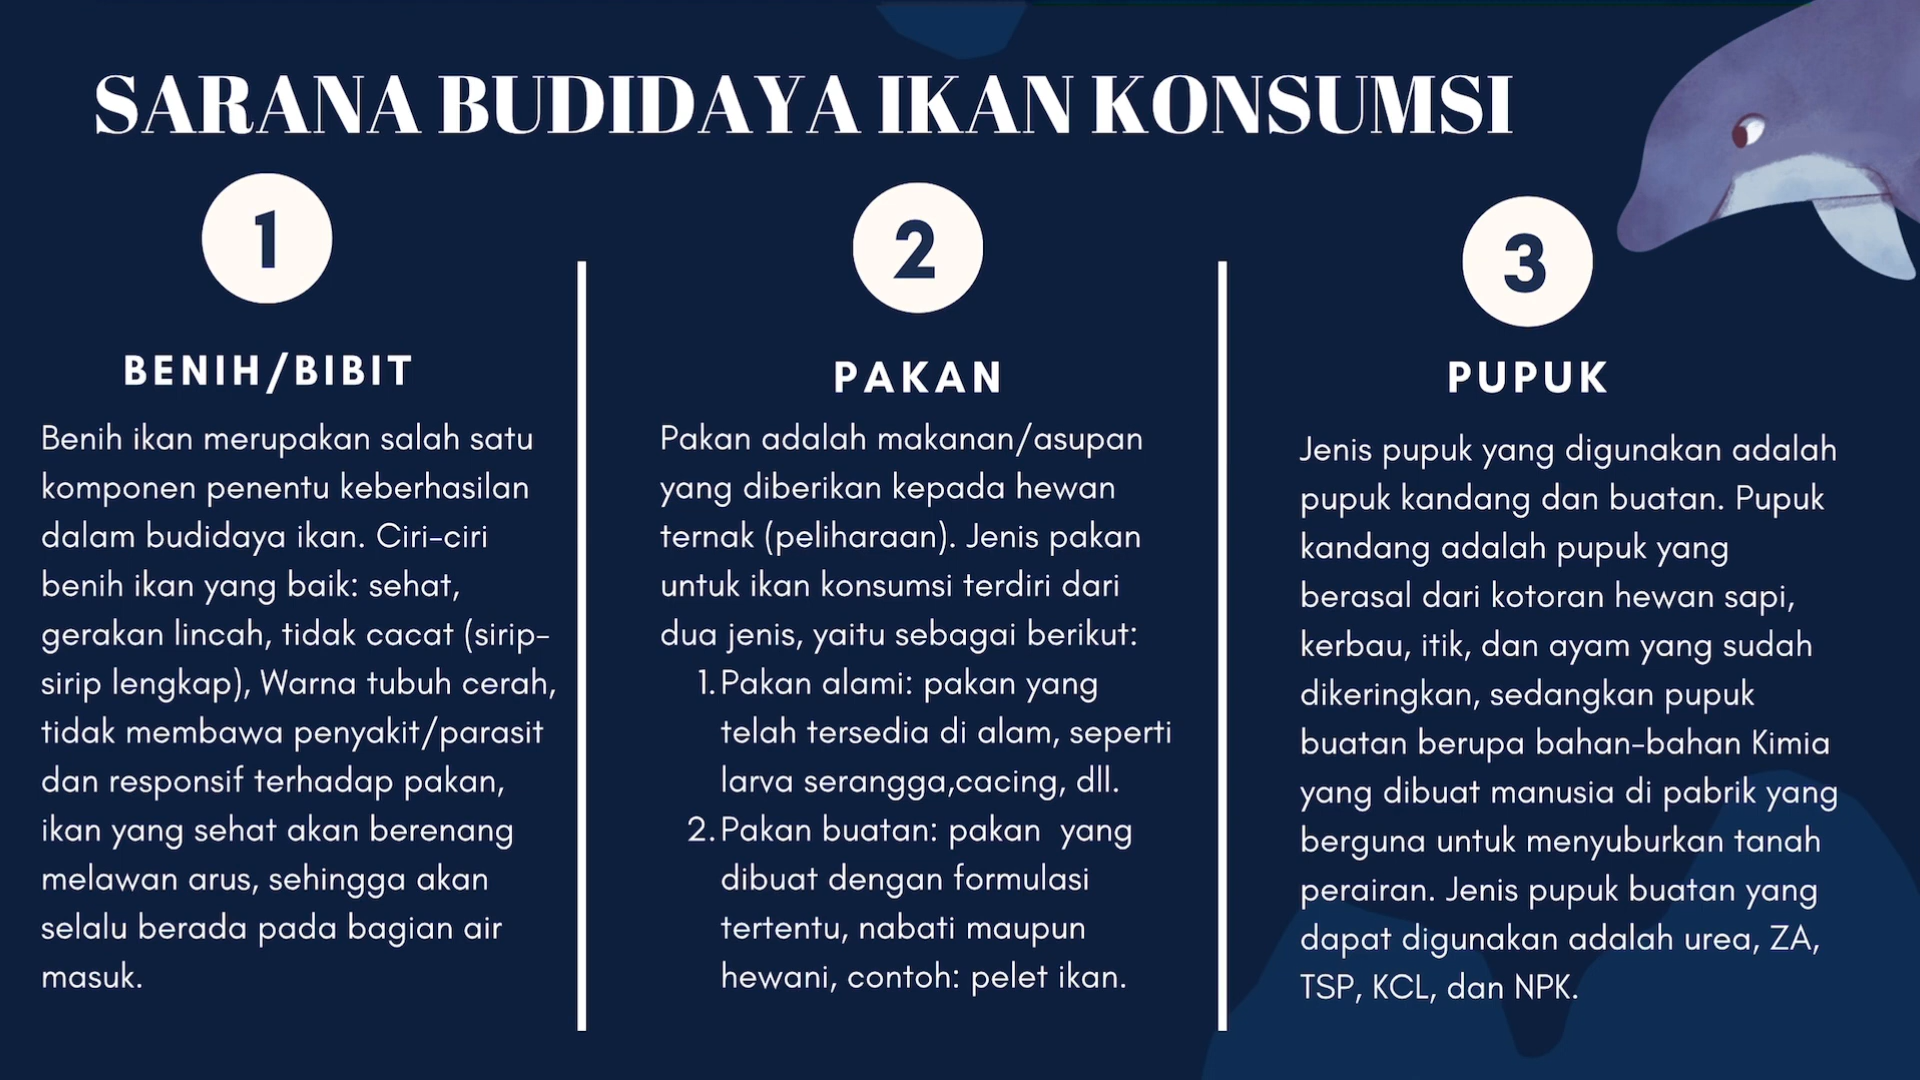 SARANA BUDIDAYA IKAN KONSUMSI
1
BENIH/BIBIT
Benih ikan merupakan salah satu
komponen penentu keberhasilan
dalam budidaya ikan. Ciri-ciri
benih ikan yang baik: sehat,
gerakan lincah, tidak cacat (sirip-
sirip lengkap), Warna tubuh cerah,
tidak membawa penyakit/parasit
dan responsif terhadap pakan,
ikan yang sehat akan berenang
melawan arus, sehingga akan
selalu berada pada bagian air
masuk.
2
PAKAN
Pakan adalah makanan/asupan
yang diberikan kepada hewan
ternak (peliharaan). Jenis pakan
untuk ikan konsumsi terdiri dari
dua jenis, yaitu sebagai berikut:
1. Pakan alami: pakan yang
telah tersedia di alam, seperti
larva serangga,cacing, dll.
2. Pakan buatan: pakan  yang
dibuat dengan formulasi
tertentu, nabati maupun
hewani, contoh: pelet ikan.
3
PUPUK
Jenis pupuk yang digunakan adalah
pupuk kandang dan buatan. Pupuk
kandang adalah pupuk yang
berasal dari kotoran hewan sapi,
kerbau, itik, dan ayam yang sudah
dikeringkan, sedangkan pupuk
buatan berupa bahan-bahan Kimia
yang dibuat manusia di pabrik yang
berguna untuk menyuburkan tanah
perairan. Jenis pupuk buatan yang
dapat digunakan adalah urea, ZA,
TSP, KCL, dan NPK.